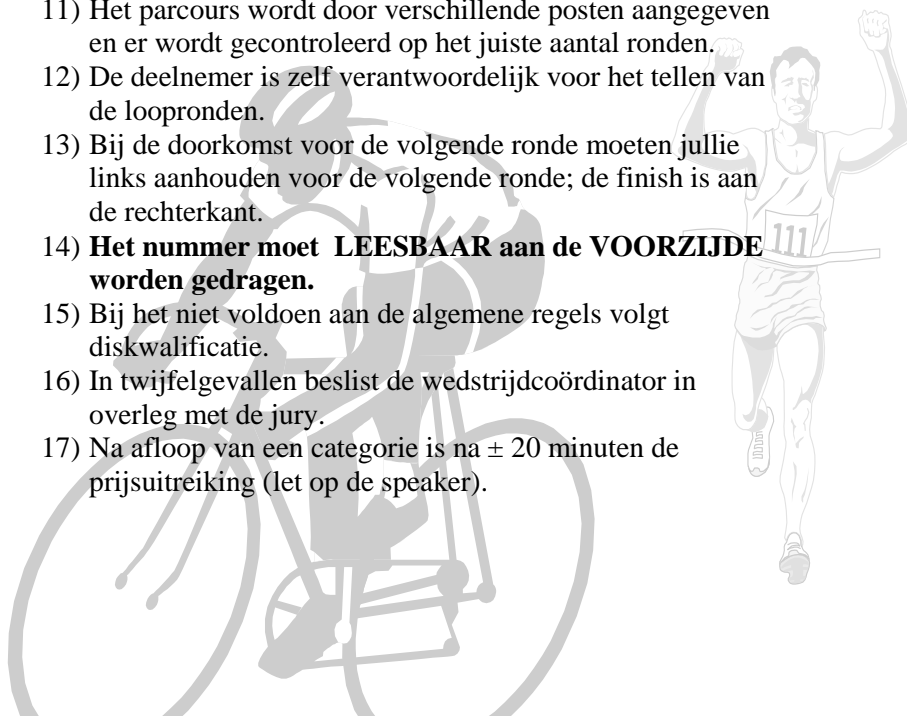 11) Het parcours wordt door verschillende posten aangegeven
en er wordt gecontroleerd op het juiste aantal ronden.
12) De deelnemer is zelf verantwoordelijk voor het tellen van
de loopronden.
13) Bij de doorkomst voor de volgende ronde moeten jullie
links aanhouden voor de volgende ronde; de finish is aan
de rechterkant.
14) Het nummer moet  LEESBAAR aan de VOORZIJDE
worden gedragen.
15) Bij het niet voldoen aan de algemene regels volgt
diskwalificatie.
16) In twijfelgevallen beslist de wedstrijdcoördinator in
overleg met de jury.
17) Na afloop van een categorie is na ± 20 minuten de
prijsuitreiking (let op de speaker).
111